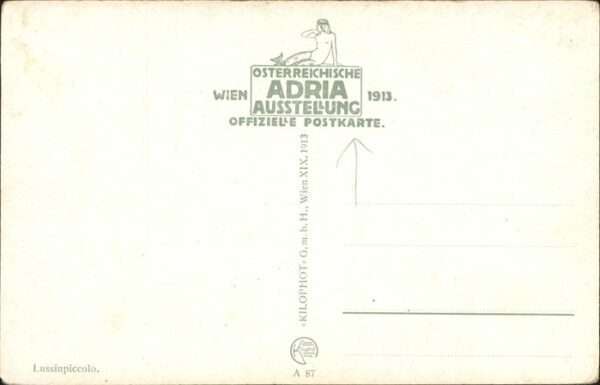 ÖSTERREICHISCHE
WIEN ADRIA 1913.
AUSSTELLUNG
OFFIZIELLE POSTKARTE.
«KILOPHOT» G. m. b. H., Wien XIX, 1913
Lussinpiccolo.
A 87